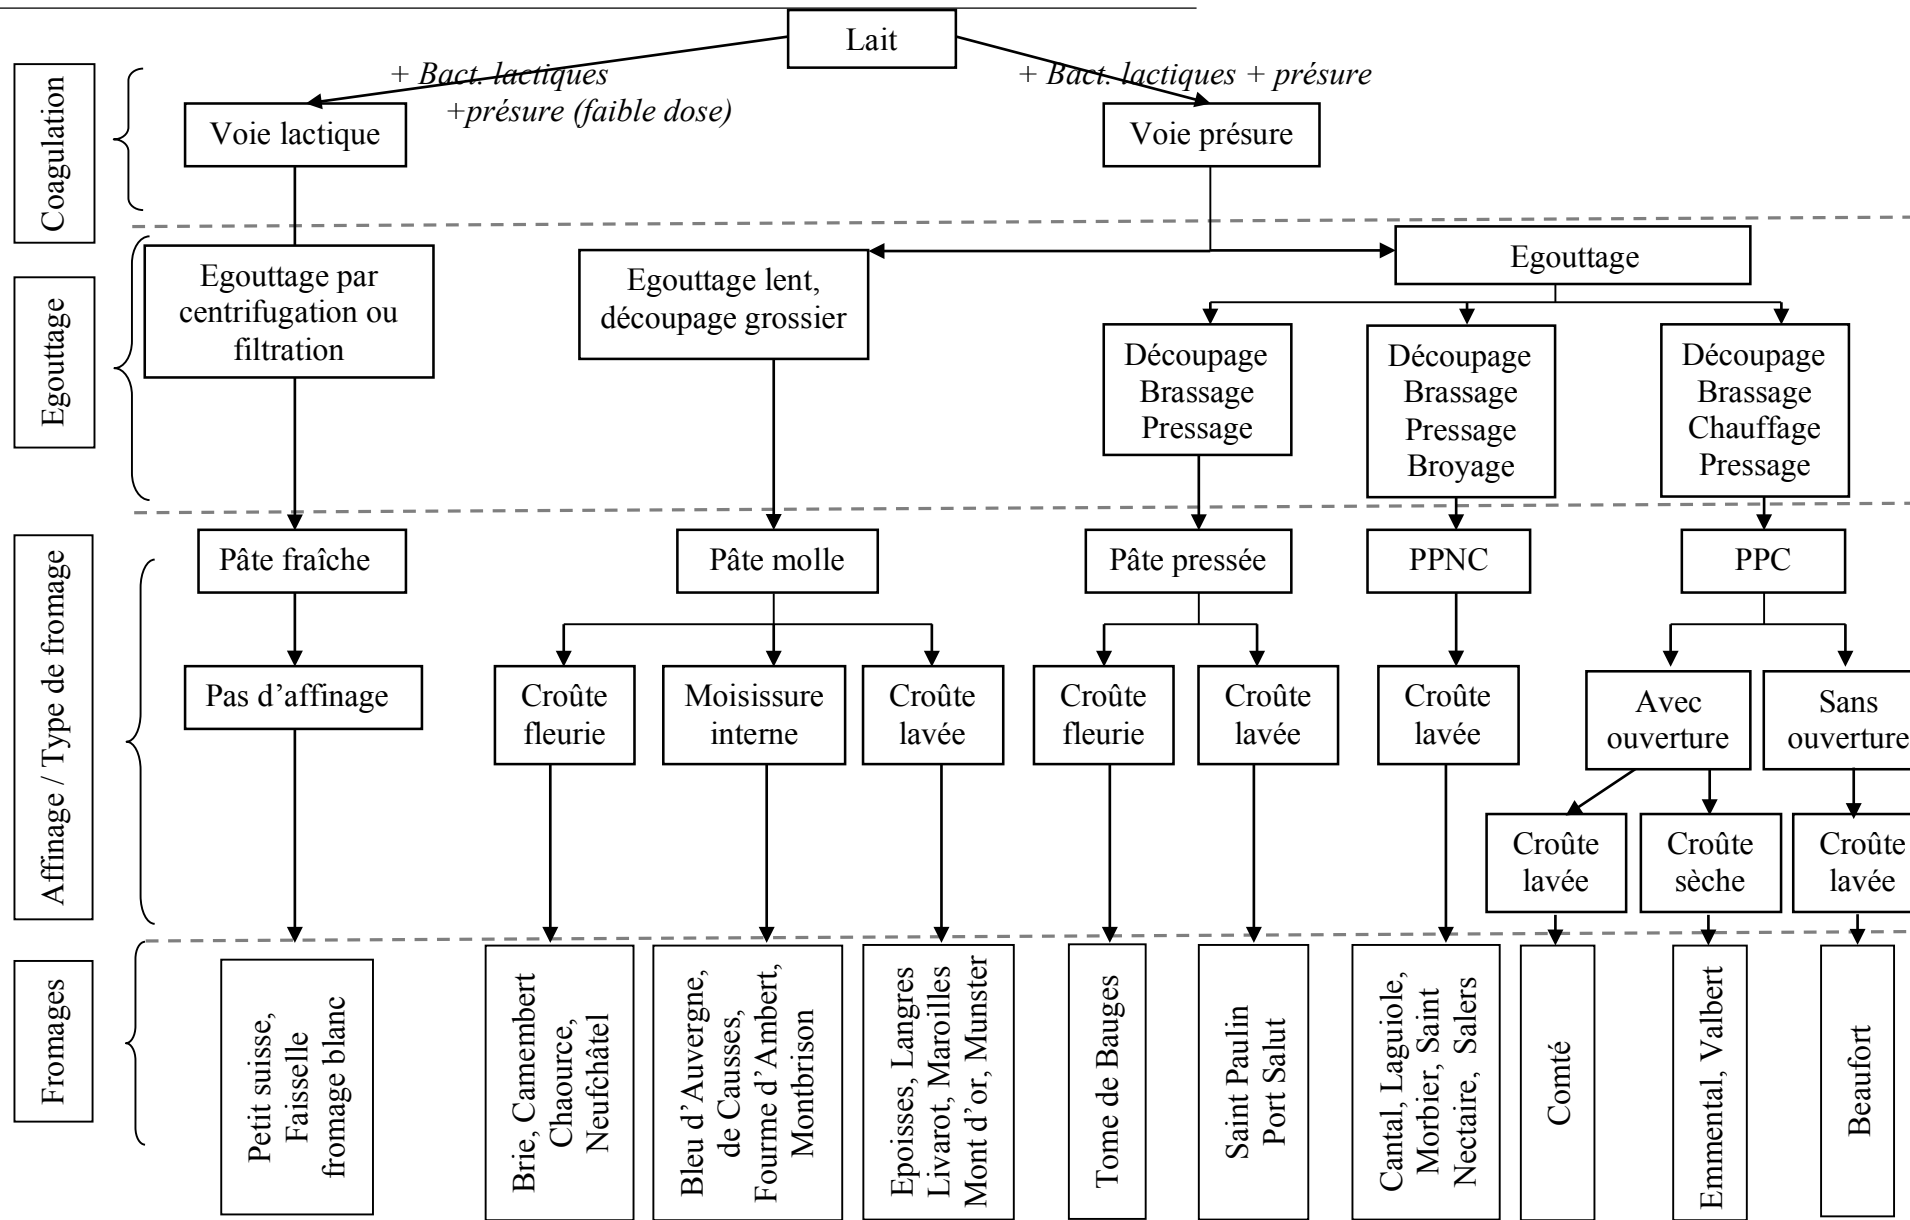 Lait
+ Bact. lactiques
+présure (faible dose)
+ Bact. lactiques + présure
Coagulation
Voie lactique
Voie présure
Egouttage
Egouttage par
centrifugation ou
filtration
Egouttage lent,
découpage grossier
Egouttage
Découpage
Brassage
Pressage
Découpage
Brassage
Pressage
Broyage
Découpage
Brassage
Chauffage
Pressage
Affinage / Type de fromage
Pâte fraîche
Pâte molle
Pâte pressée
PPNC
PPC
Pas d'affinage
Croûte
fleurie
Moisissure
interne
Croûte
lavée
Croûte
fleurie
Croûte
lavée
Croûte
lavée
Avec
ouverture
Sans
ouverture
Croûte
lavée
Croûte
sèche
Croûte
lavée
Fromages
Petit suisse,
Faisselle
fromage blanc
Brie, Camembert
Chaource,
Neufchâtel
Bleu d'Auvergne,
de Causses,
Fourme d'Ambert,
Montbrison
Epoisses, Langres
Livarot, Maroilles
Mont d'or, Munster
Tome de Bauges
Saint Paulin
Port Salut
Cantal, Laguiole,
Morbier, Saint
Nectaire, Salers
Comté
Emmental, Valbert
Beaufort